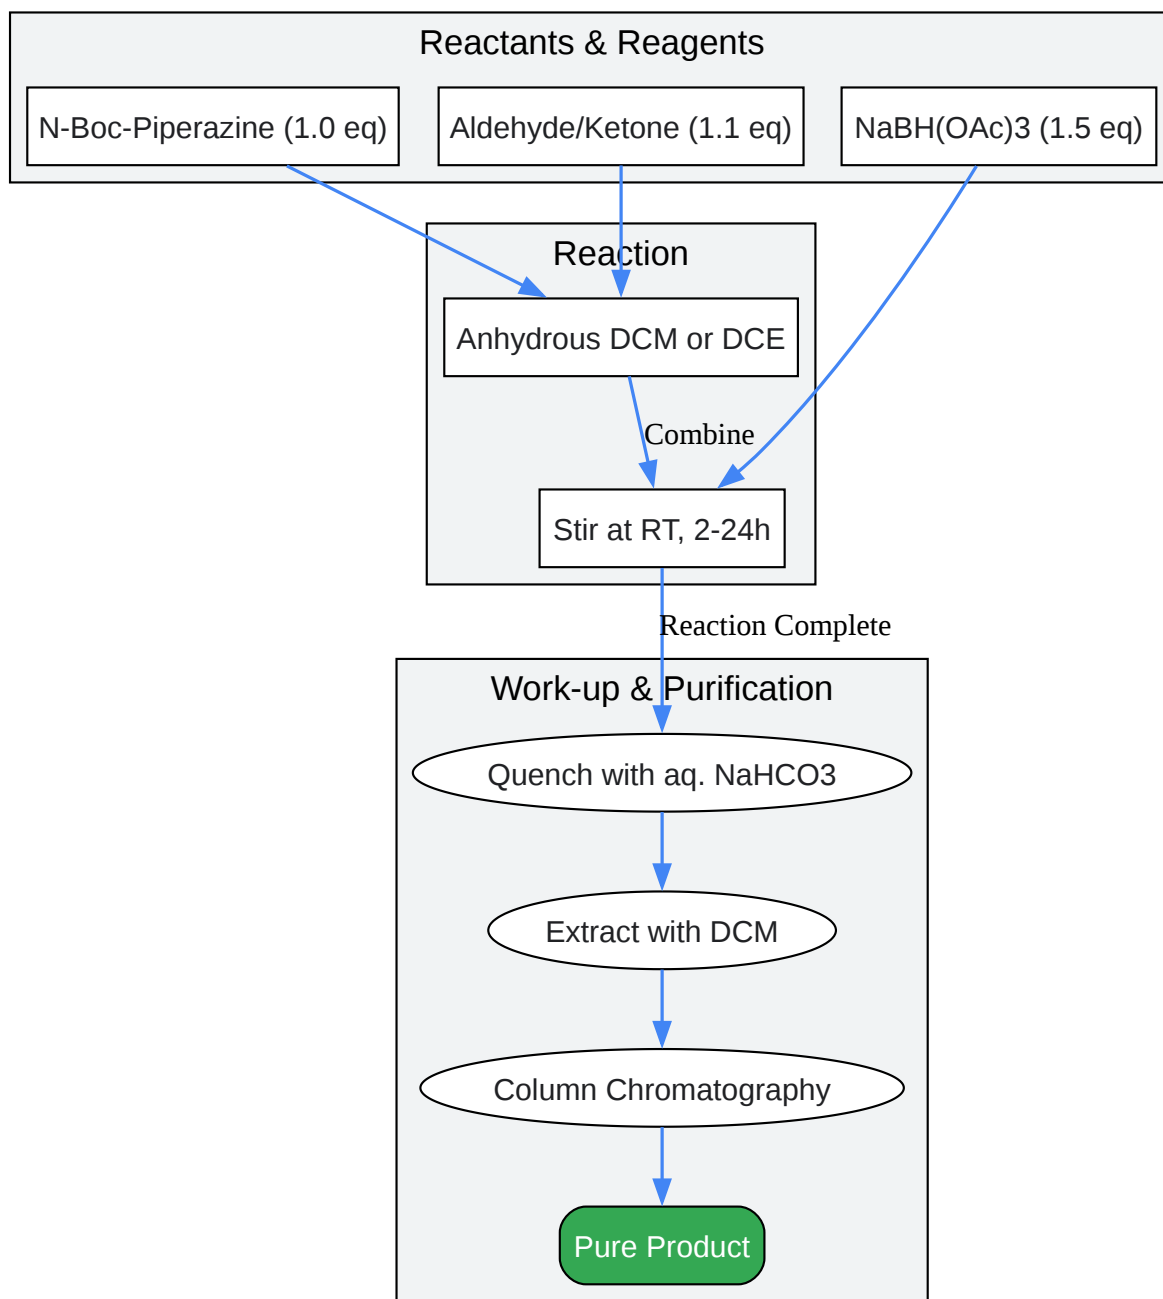 Reactants & Reagents
N-Boc-Piperazine (1.0 eq)
Aldehyde/Ketone (1.1 eq)
NaBH(OAc)3 (1.5 eq)
Reaction
Anhydrous DCM or DCE
Combine
Stir at RT, 2-24h
Reaction Complete
Work-up & Purification
Quench with aq. NaHCO3
Extract with DCM
Column Chromatography
Pure Product